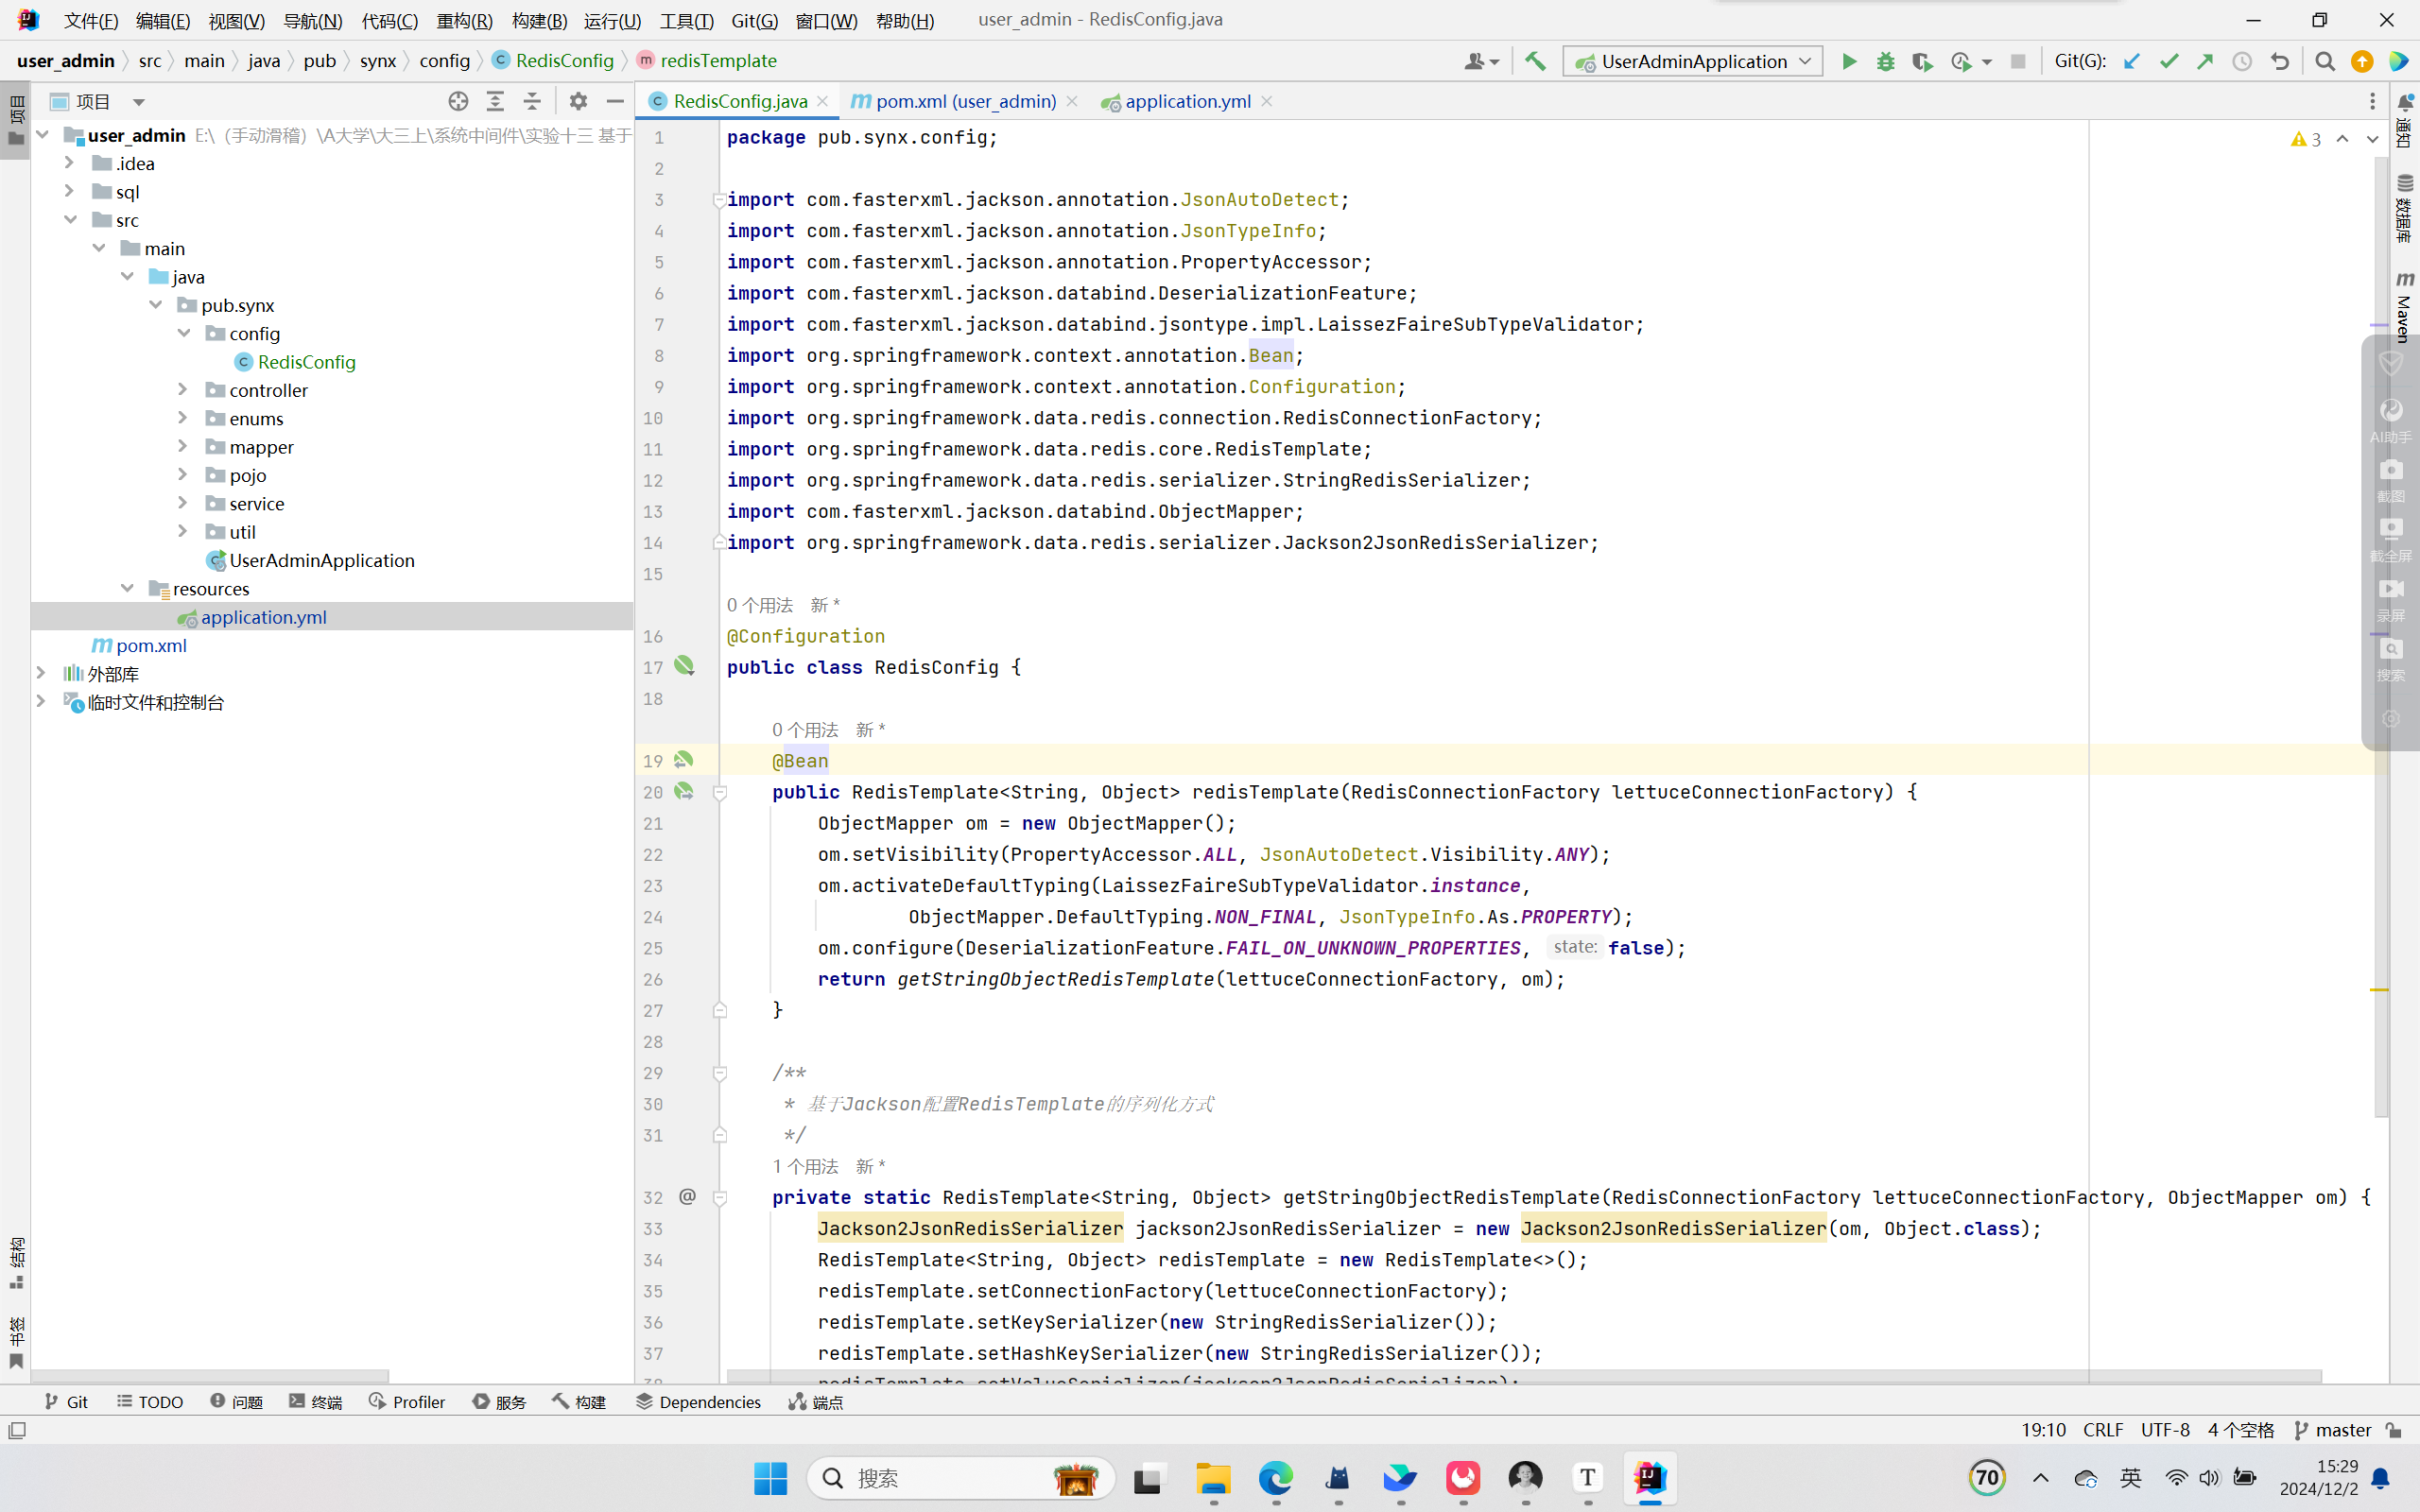 文件(F) 编辑(E) 视图(V) 导航(N) 代码(C) 重构(R) 构建(B) 运行(U) 工具(T) Git(G) 窗口(W) 帮助(H) user_admin - RedisConfig.java
user_admin src main java pub synx config RedisConfig redisTemplate
UserAdminApplication Git(G):
项目
RedisConfig.java pom.xml (user_admin) application.yml
项目
user_admin E:\（手动滑稽）\A大学\大三上\系统中间件\实验十三 基于
.idea
sql
src
main
java
pub.synx
config
RedisConfig
controller
enums
mapper
pojo
service
util
UserAdminApplication
resources
application.yml
pom.xml
外部库
临时文件和控制台
结构
书签
3
1 package pub.synx.config;
2
3 import com.fasterxml.jackson.annotation.JsonAutoDetect;
4 import com.fasterxml.jackson.annotation.JsonTypeInfo;
5 import com.fasterxml.jackson.annotation.PropertyAccessor;
6 import com.fasterxml.jackson.databind.DeserializationFeature;
7 import com.fasterxml.jackson.databind.jsontype.impl.LaissezFaireSubTypeValidator;
8 import org.springframework.context.annotation.Bean;
9 import org.springframework.context.annotation.Configuration;
10 import org.springframework.data.redis.connection.RedisConnectionFactory;
11 import org.springframework.data.redis.core.RedisTemplate;
12 import org.springframework.data.redis.serializer.StringRedisSerializer;
13 import com.fasterxml.jackson.databind.ObjectMapper;
14 import org.springframework.data.redis.serializer.Jackson2JsonRedisSerializer;
15
0 个用法 新 *
16 @Configuration
17 public class RedisConfig {
18
0 个用法 新 *
19 @Bean
20 public RedisTemplate<String, Object> redisTemplate(RedisConnectionFactory lettuceConnectionFactory) {
21 ObjectMapper om = new ObjectMapper();
22 om.setVisibility(PropertyAccessor.ALL, JsonAutoDetect.Visibility.ANY);
23 om.activateDefaultTyping(LaissezFaireSubTypeValidator.instance,
24 ObjectMapper.DefaultTyping.NON_FINAL, JsonTypeInfo.As.PROPERTY);
25 om.configure(DeserializationFeature.FAIL_ON_UNKNOWN_PROPERTIES, state: false);
26 return getStringObjectRedisTemplate(lettuceConnectionFactory, om);
27 }
28
29 /**
30 * 基于Jackson配置RedisTemplate的序列化方式
31 */
1 个用法 新 *
32 @ private static RedisTemplate<String, Object> getStringObjectRedisTemplate(RedisConnectionFactory lettuceConnectionFactory, ObjectMapper om) {
33 Jackson2JsonRedisSerializer jackson2JsonRedisSerializer = new Jackson2JsonRedisSerializer(om, Object.class);
34 RedisTemplate<String, Object> redisTemplate = new RedisTemplate<>();
35 redisTemplate.setConnectionFactory(lettuceConnectionFactory);
36 redisTemplate.setKeySerializer(new StringRedisSerializer());
37 redisTemplate.setHashKeySerializer(new StringRedisSerializer());
38 redisTemplate.setValueSerializer(jackson2JsonRedisSerializer);
通知
数据库
Maven
AI助手
截图
截全屏
录屏
搜索
Git TODO 问题 终端 Profiler 服务 构建 Dependencies 端点
19:10 CRLF UTF-8 4 个空格 master
搜索
70
英
15:29
2024/12/2